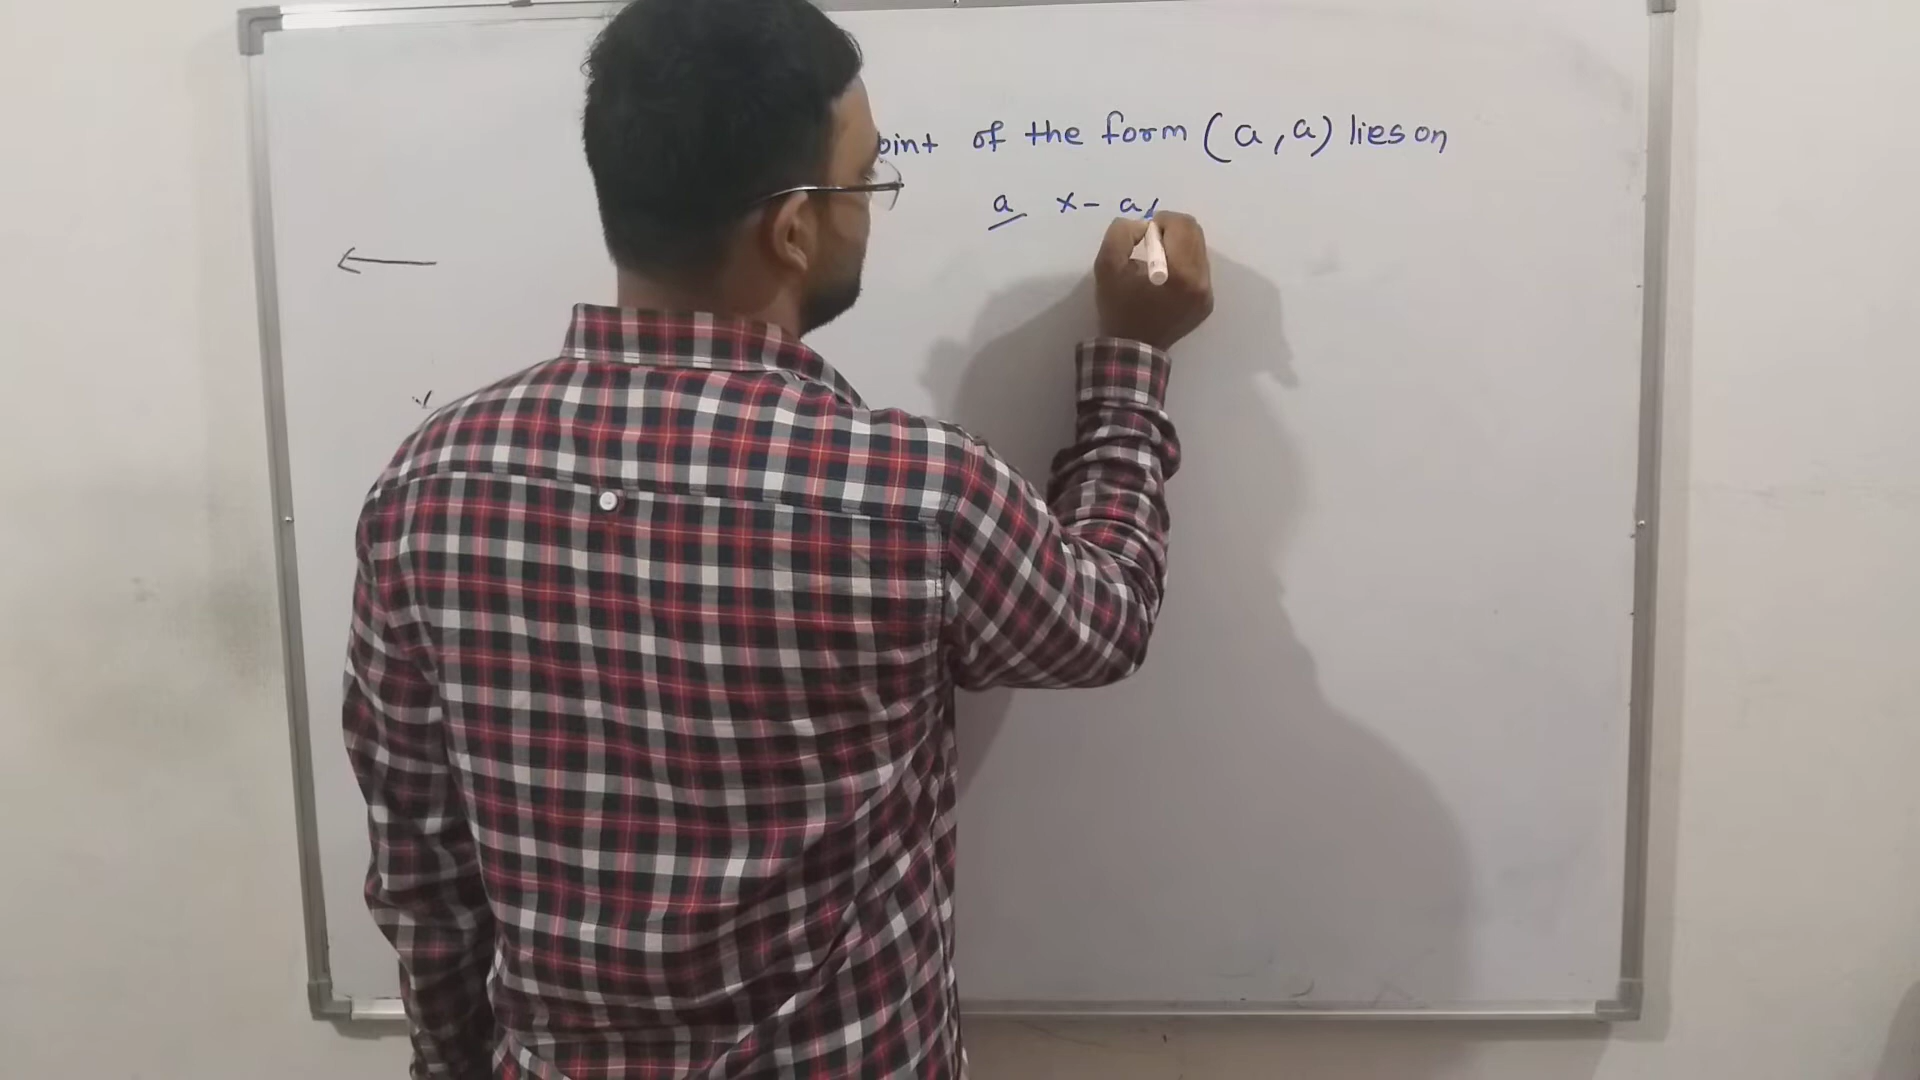 oint of the form (a, a) lies on
a x - a